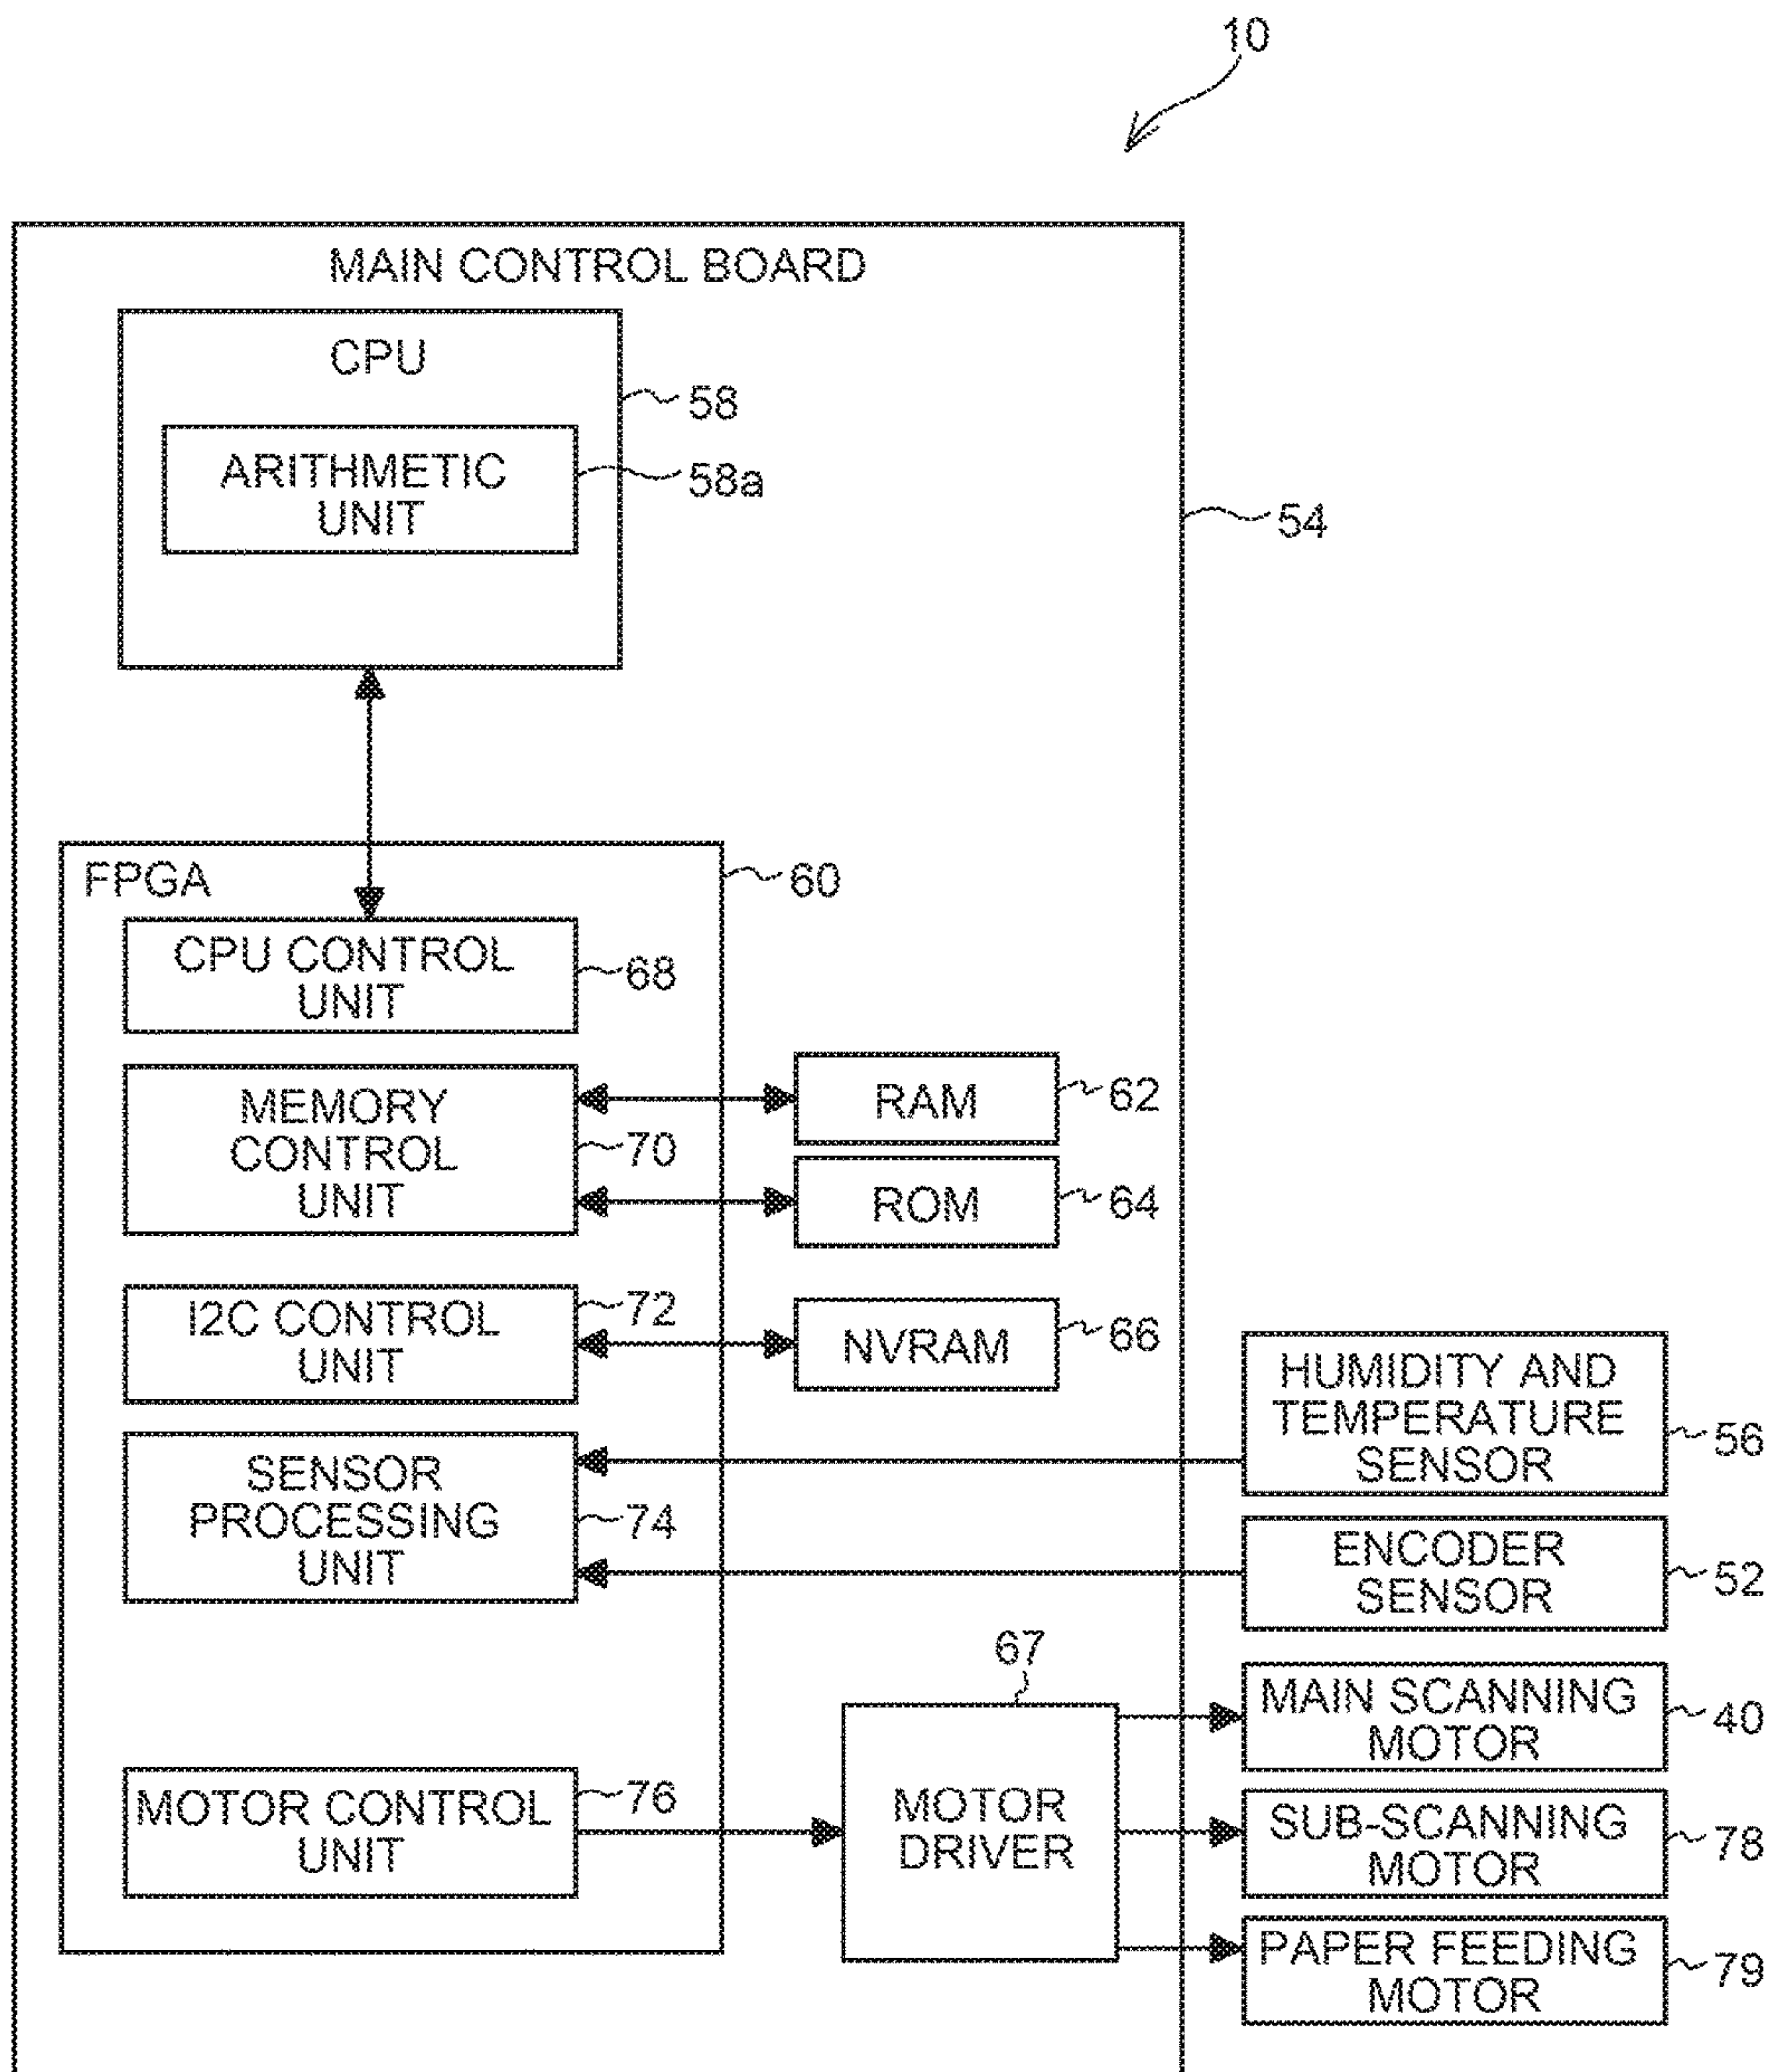 10
MAIN CONTROL BOARD
CPU
58
ARITHMETIC
UNIT
58a
54
FPGA
60
CPU CONTROL
UNIT
68
MEMORY
CONTROL
UNIT
70
RAM
62
ROM
64
I2C CONTROL
UNIT
72
NVRAM
66
HUMIDITY AND
TEMPERATURE
SENSOR
56
SENSOR
PROCESSING
UNIT
74
ENCODER
SENSOR
52
67
MAIN SCANNING
MOTOR
40
MOTOR CONTROL
UNIT
76
MOTOR
DRIVER
SUB-SCANNING
MOTOR
78
PAPER FEEDING
MOTOR
79